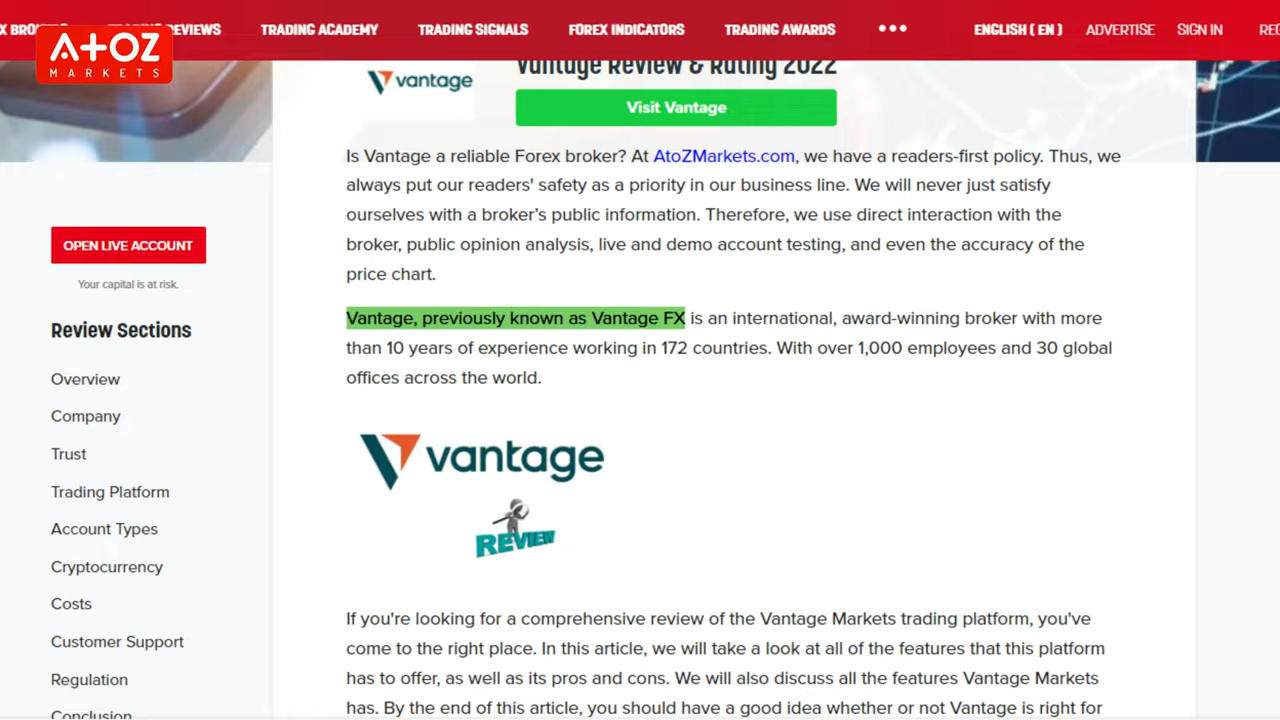 X BRO
REVIEWS
TRADING ACADEMY
TRADING SIGNALS
FOREX INDICATORS
TRADING AWARDS
•••
ENGLISH ( EN )
ADVERTISE
SIGN IN
REG
A+OZ
MARKETS
vantage
Vantage Review & Rating 2022
Visit Vantage
Is Vantage a reliable Forex broker? At AtoZMarkets.com, we have a readers-first policy. Thus, we
always put our readers' safety as a priority in our business line. We will never just satisfy
ourselves with a broker’s public information. Therefore, we use direct interaction with the
broker, public opinion analysis, live and demo account testing, and even the accuracy of the
price chart.
OPEN LIVE ACCOUNT
Your capital is at risk.
Review Sections
Overview
Company
Trust
Trading Platform
Account Types
Cryptocurrency
Costs
Customer Support
Regulation
Conclusion
Vantage, previously known as Vantage FX is an international, award-winning broker with more
than 10 years of experience working in 172 countries. With over 1,000 employees and 30 global
offices across the world.
vantage
REVIEW
If you're looking for a comprehensive review of the Vantage Markets trading platform, you've
come to the right place. In this article, we will take a look at all of the features that this platform
has to offer, as well as its pros and cons. We will also discuss all the features Vantage Markets
has. By the end of this article, you should have a good idea whether or not Vantage is right for